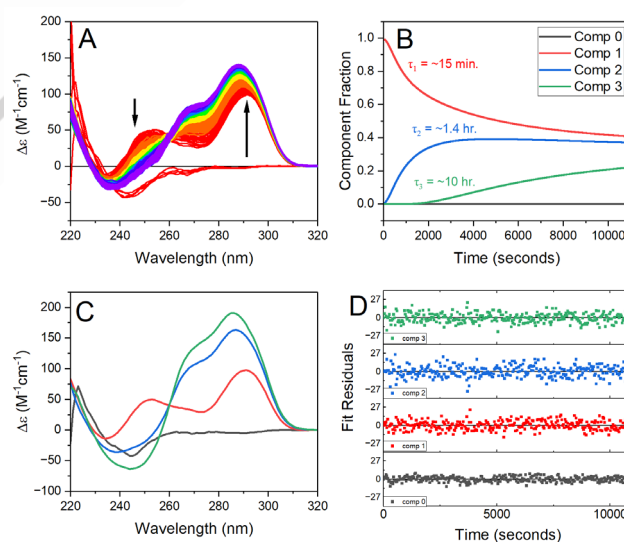 A
200
150
100
50
0
−50
220 240 260 280 300 320
Δε (M⁻¹cm⁻¹)
Wavelength (nm)
B
1.0
0.8
0.6
0.4
0.2
0.0
0 2000 4000 6000 8000 10000
Component Fraction
Time (seconds)
τ₁ = ~15 min.
τ₂ = ~1.4 hr.
τ₃ = ~10 hr.
Comp 0
Comp 1
Comp 2
Comp 3
C
200
150
100
50
0
−50
−100
220 240 260 280 300 320
Δε (M⁻¹cm⁻¹)
Wavelength (nm)
D
27
0
−27
comp 3
27
0
−27
comp 2
27
0
−27
comp 1
27
0
−27
comp 0
0 5000 10000
Fit Residuals
Time (seconds)